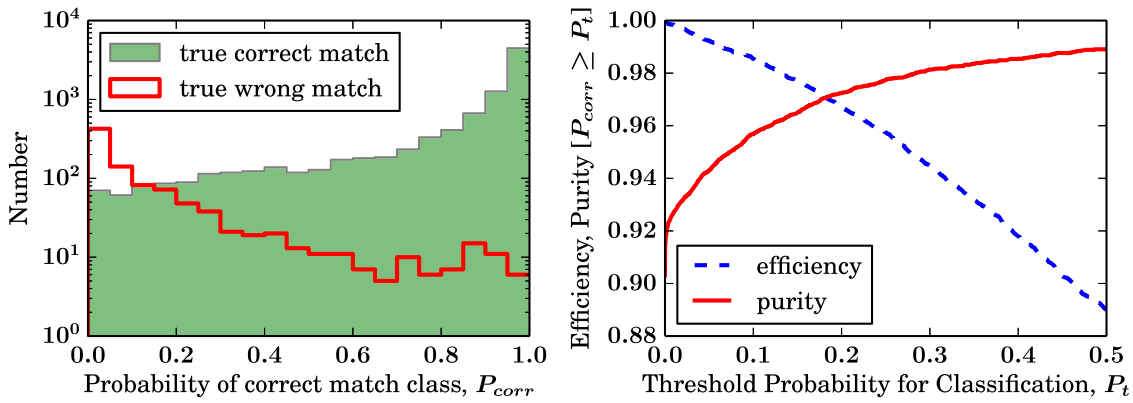 10⁴
10³
10²
10¹
10⁰
Number
true correct match
true wrong match
0.0 0.2 0.4 0.6 0.8 1.0
Probability of correct match class, P_corr
1.00
0.98
0.96
0.94
0.92
0.90
0.88
Efficiency, Purity [P_corr ≥ P_t]
efficiency
purity
0.0 0.1 0.2 0.3 0.4 0.5
Threshold Probability for Classification, P_t